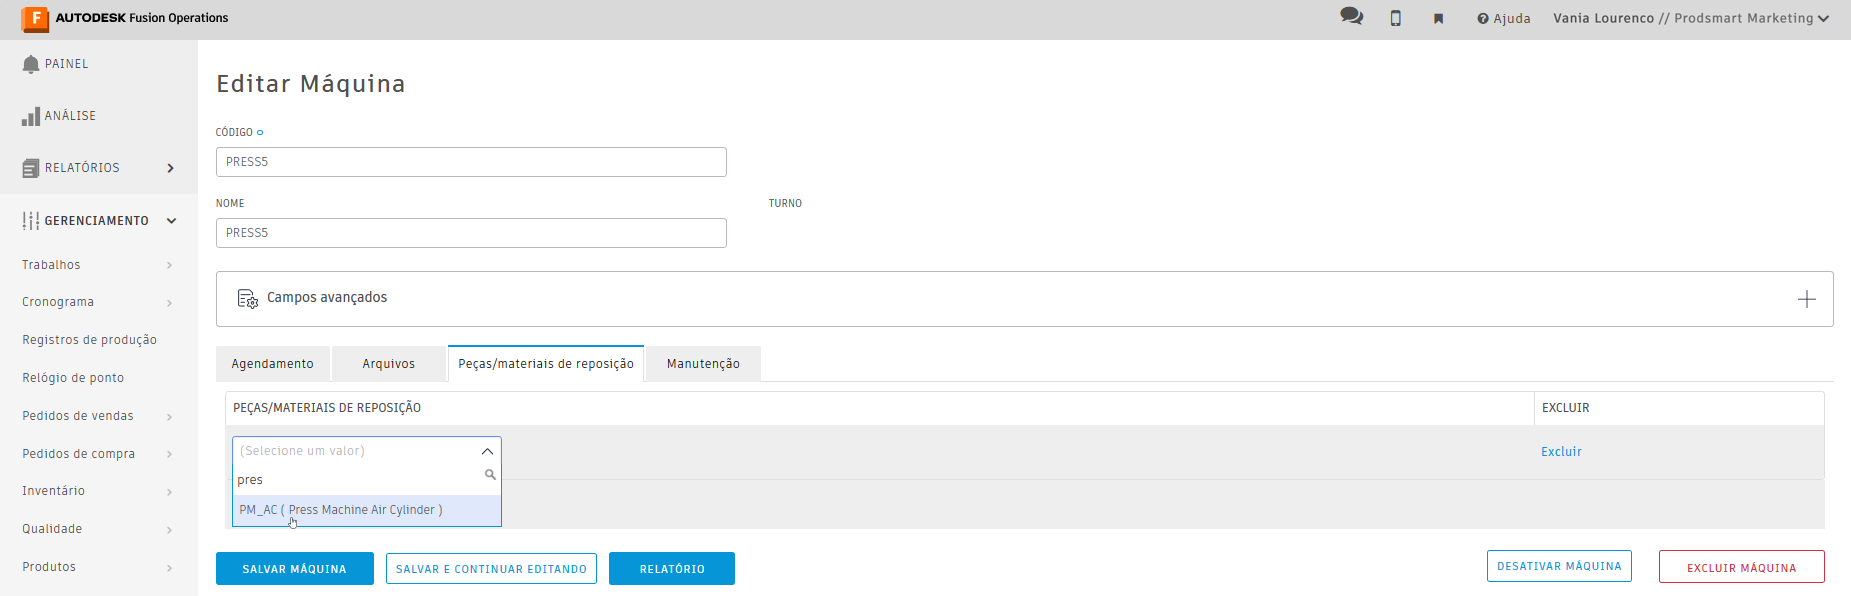 F AUTODESK Fusion Operations
Ajuda
Vania Lourenco // Prodsmart Marketing
PAINEL
ANÁLISE
RELATÓRIOS
GERENCIAMENTO
Trabalhos
Cronograma
Registros de produção
Relógio de ponto
Pedidos de vendas
Pedidos de compra
Inventário
Qualidade
Produtos
Editar Máquina
CÓDIGO
PRESS5
NOME
TURNO
PRESS5
Campos avançados
Agendamento
Arquivos
Peças/materiais de reposição
Manutenção
PEÇAS/MATERIAIS DE REPOSIÇÃO
EXCLUIR
(Selecione um valor)
Excluir
pres
PM_AC ( Press Machine Air Cylinder )
SALVAR MÁQUINA
SALVAR E CONTINUAR EDITANDO
RELATÓRIO
DESATIVAR MÁQUINA
EXCLUIR MÁQUINA